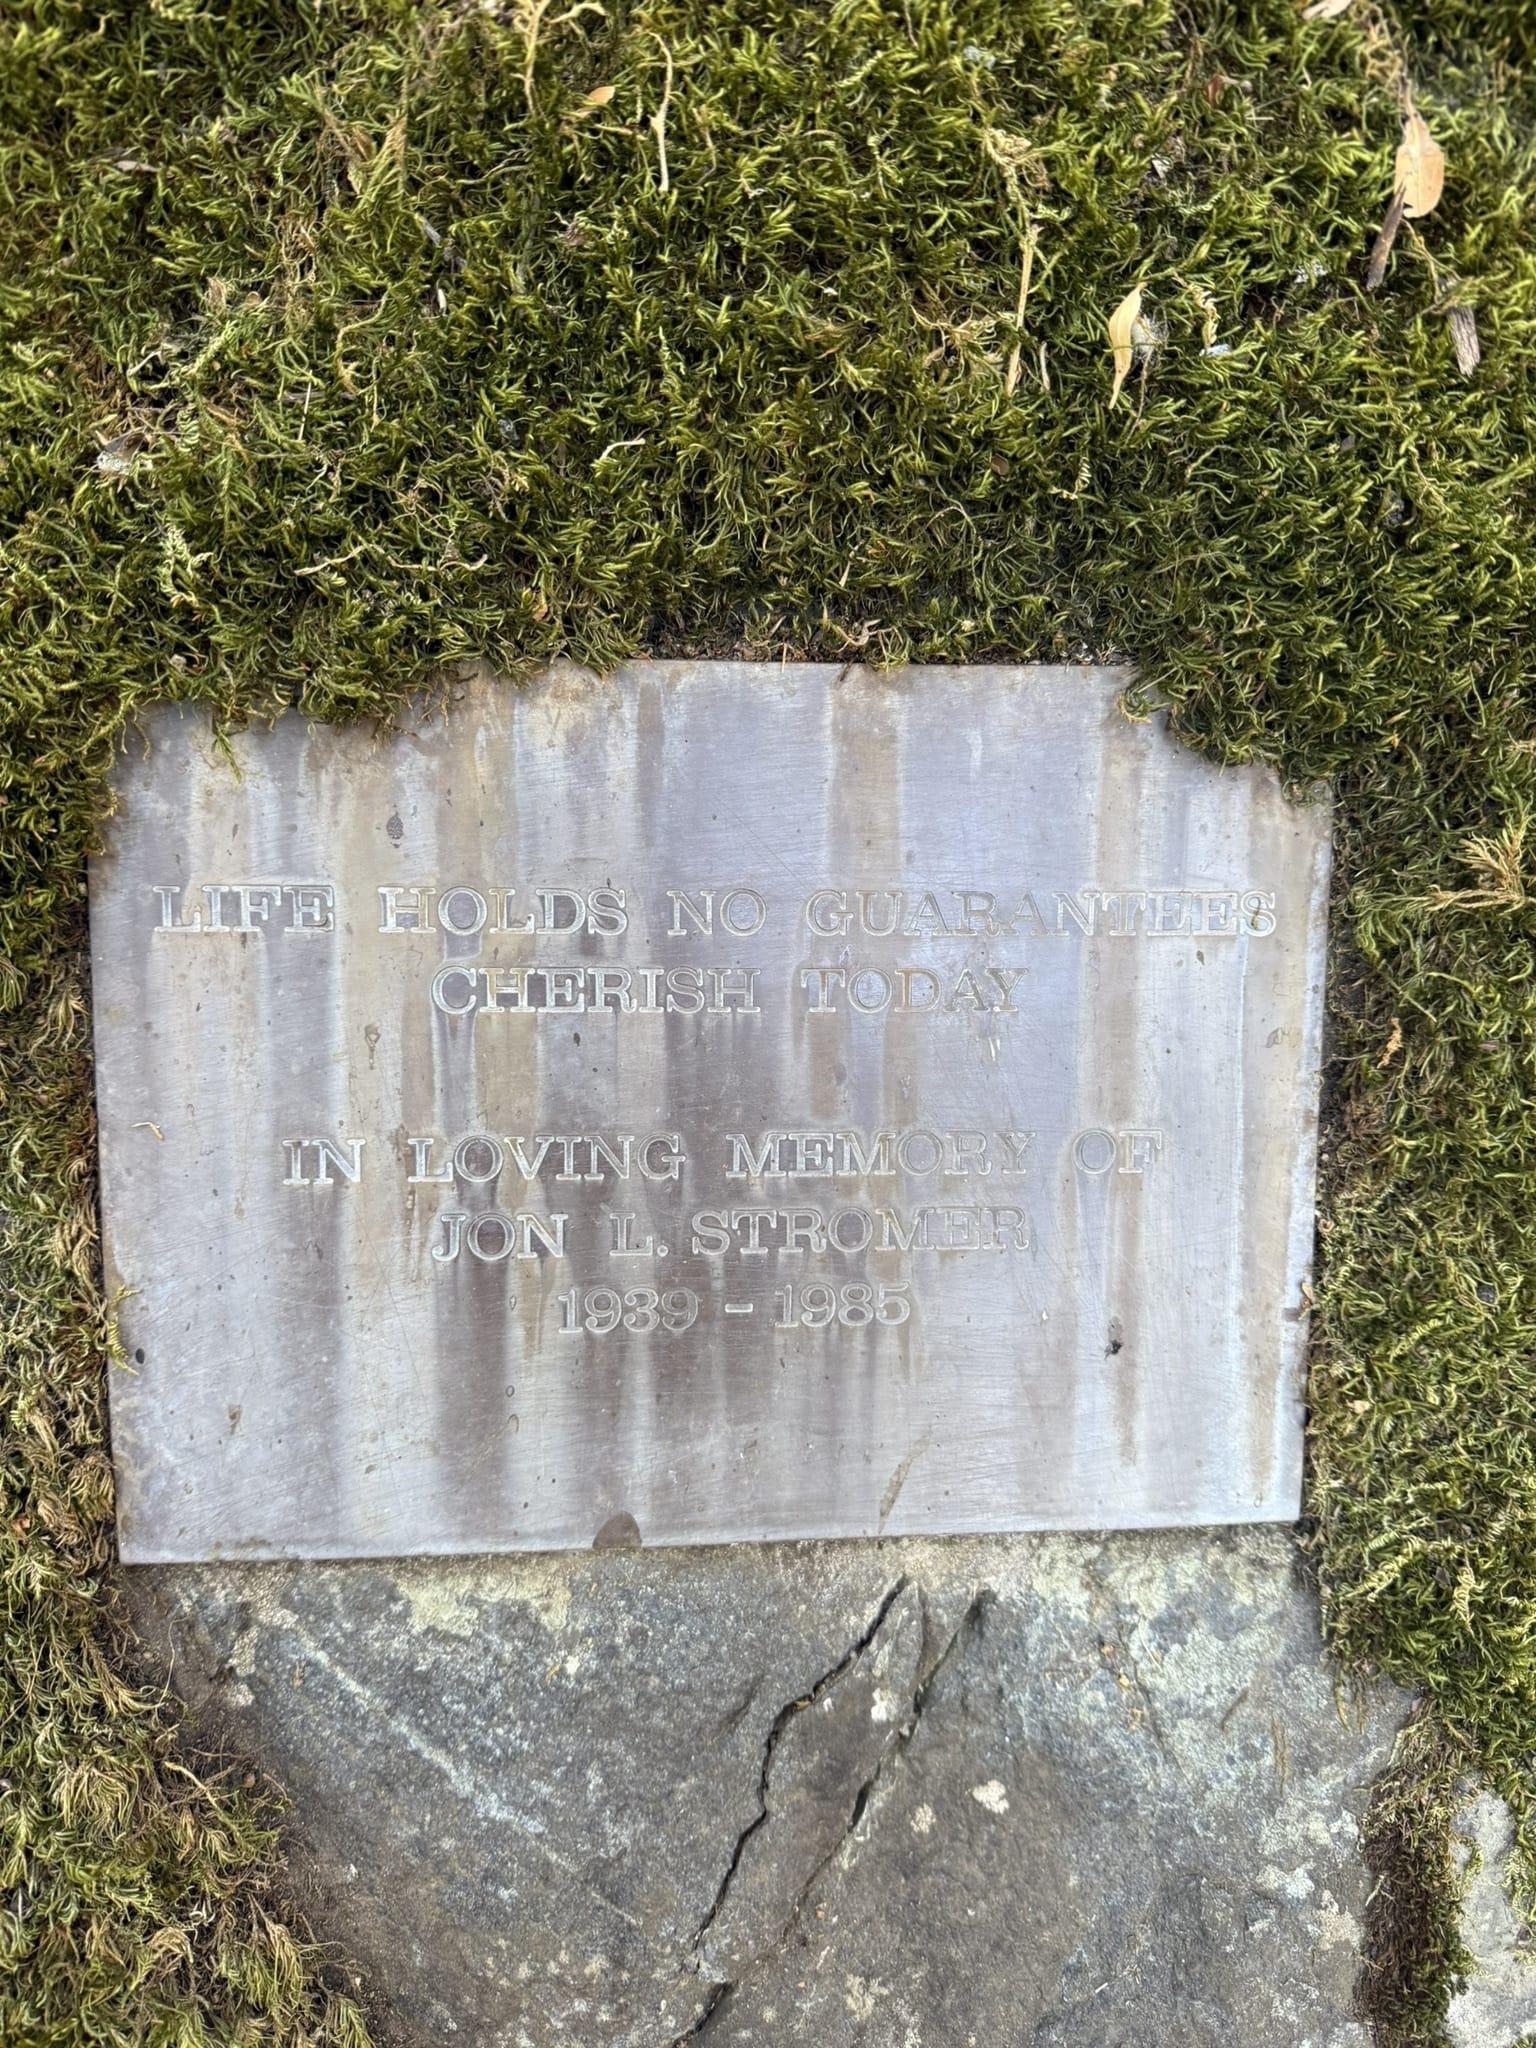 LIFE HOLDS NO GUARANTEES
CHERISH TODAY
IN LOVING MEMORY OF
JON L. STROMER
1939 - 1985